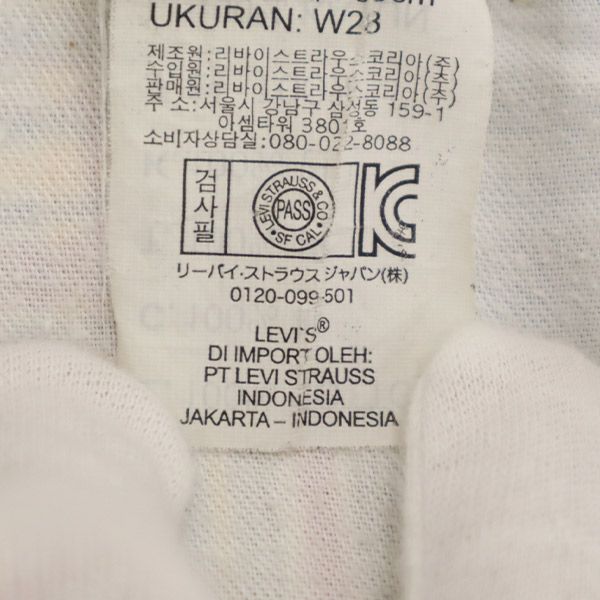 UKURAN: W28
제조원: 리바이스트라우스코리아(주)
수입원: 리바이스트라우스코리아(주)
판매원: 리바이스트라우스코리아(주)
주 소:서울시 강남구 삼성동 159-1
아셈타워 3801호
소비자상담실:080-022-8088
검사필
LEVI STRAUSS & CO
PASS
SF CAL
リーバイ・ストラウス ジャパン(株)
0120-099-501
LEVI'S®
DI IMPORT OLEH:
PT LEVI STRAUSS
INDONESIA
JAKARTA – INDONESIA